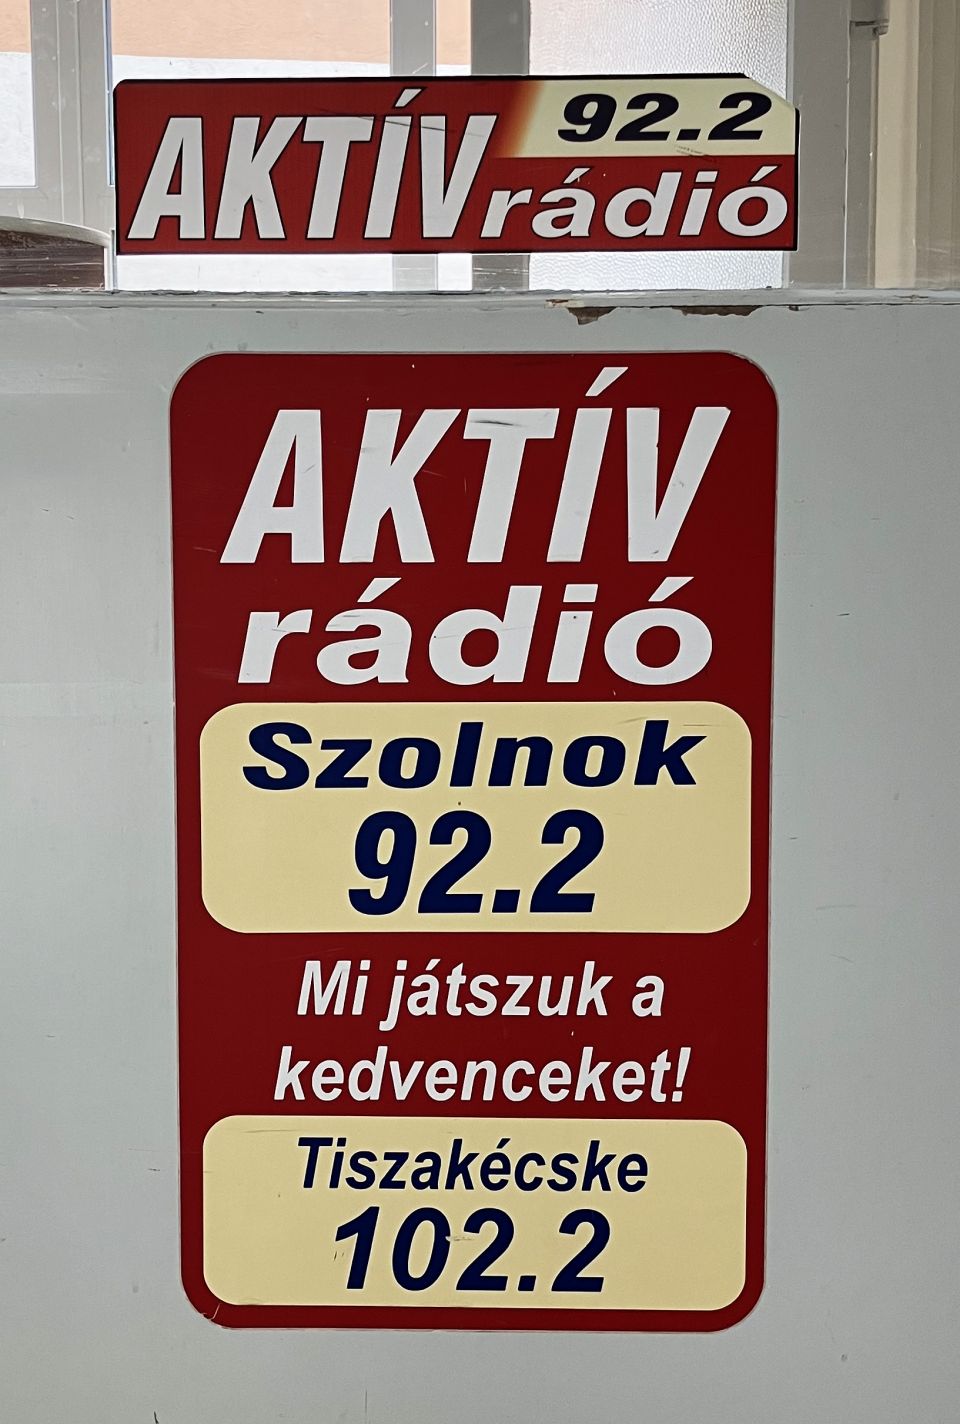 92.2
AKTÍV rádió
AKTÍV
rádió
Szolnok
92.2
Mi játszuk a
kedvenceket!
Tiszakécske
102.2